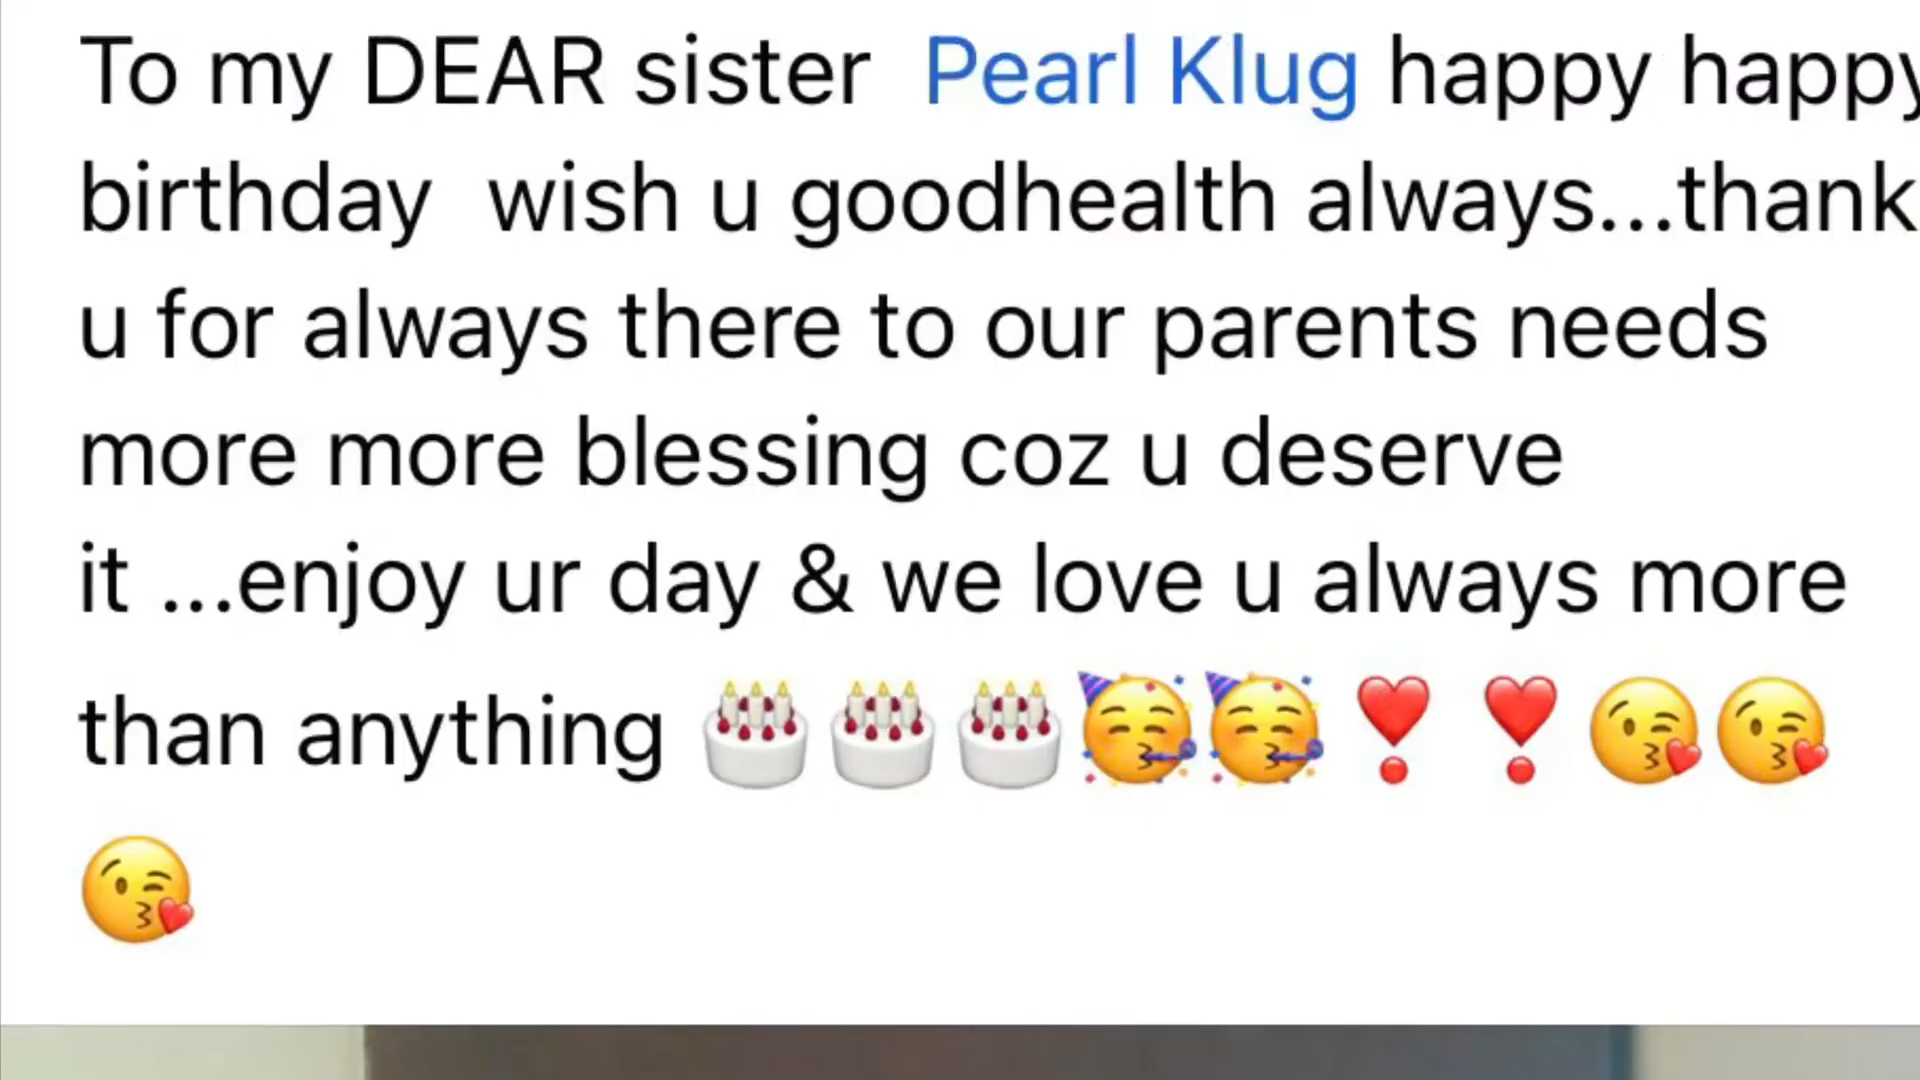 To my DEAR sister  Pearl Klug happy happy
birthday  wish u goodhealth always...thank
u for always there to our parents needs
more more blessing coz u deserve
it ...enjoy ur day & we love u always more
than anything 🎂🎂🎂🥳🥳❣️❣️😘😘
😘